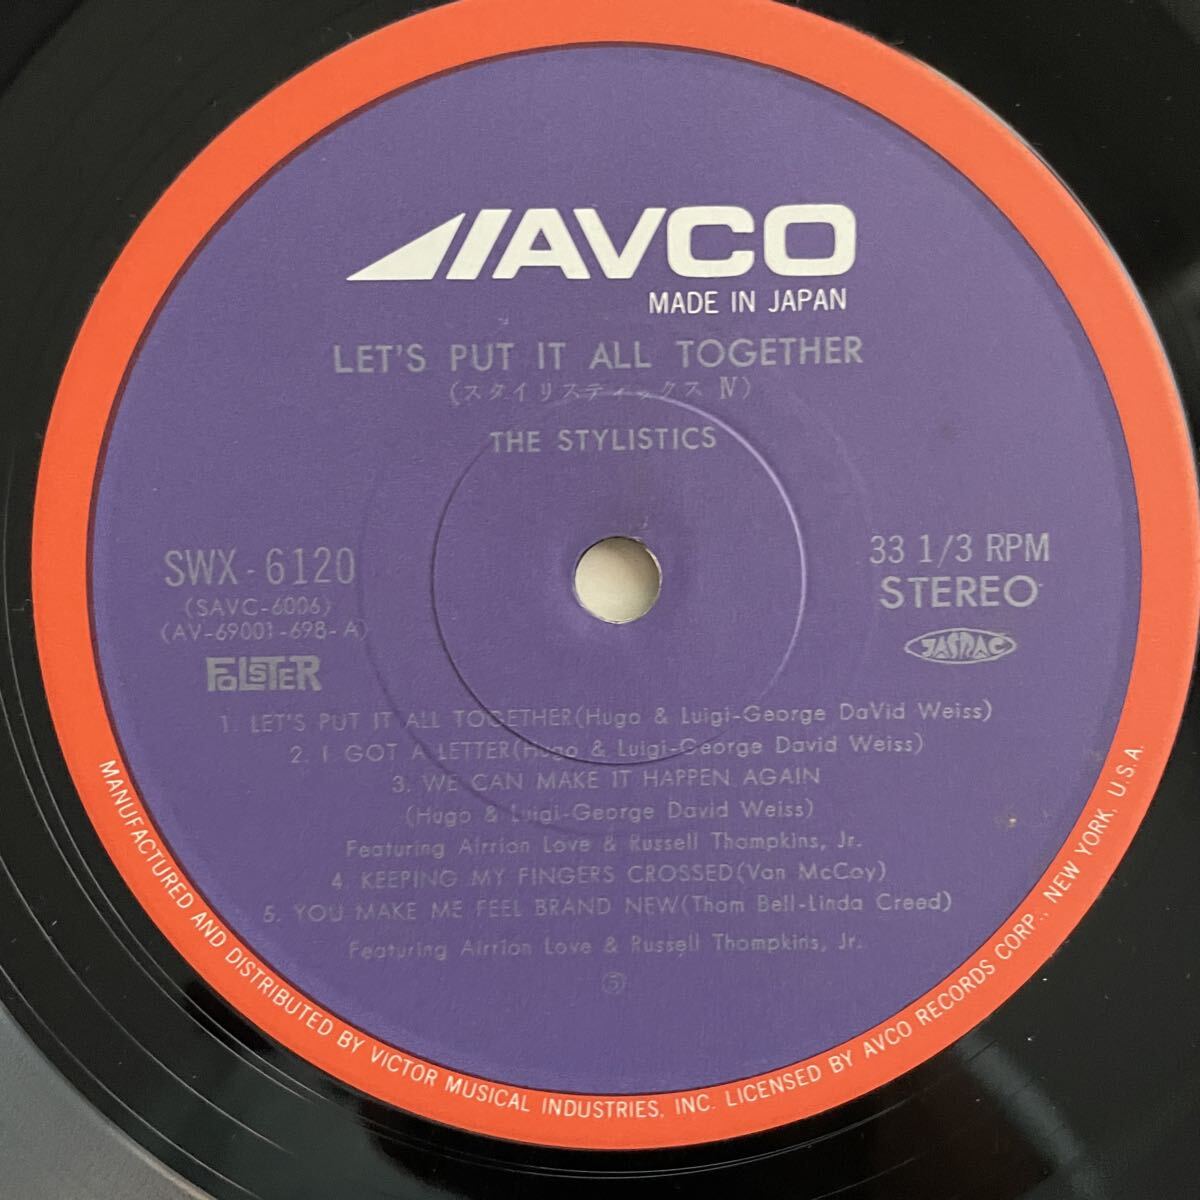 AVCO
MADE IN JAPAN
LET'S PUT IT ALL TOGETHER
(スタイリスティックス Ⅳ)
THE STYLISTICS
SWX-6120
(SAVC-6006)
(AV-69001-698-A)
FOLSTER
33 1/3 RPM
STEREO
JASRAC
1. LET'S PUT IT ALL TOGETHER(Hugo & Luigi-George DaVid Weiss)
2. I GOT A LETTER(Hugo & Luigi-George David Weiss)
3. WE CAN MAKE IT HAPPEN AGAIN
(Hugo & Luigi-George David Weiss)
Featuring Airrion Love & Russell Thompkins, Jr.
4. KEEPING MY FINGERS CROSSED(Van McCoy)
5. YOU MAKE ME FEEL BRAND NEW(Thom Bell-Linda Creed)
Featuring Airrion Love & Russell Thompkins, Jr.
⑤
MANUFACTURED AND DISTRIBUTED BY VICTOR MUSICAL INDUSTRIES, INC. LICENSED BY AVCO RECORDS CORP., NEW YORK, U.S.A.